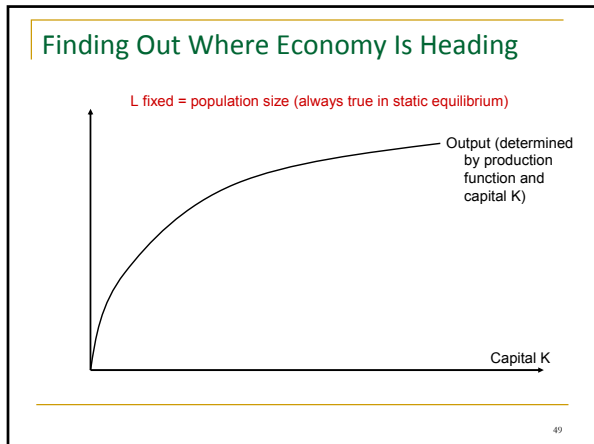 Finding Out Where Economy Is Heading
L fixed = population size (always true in static equilibrium)
Output (determined
by production
function and
capital K)
Capital K
49